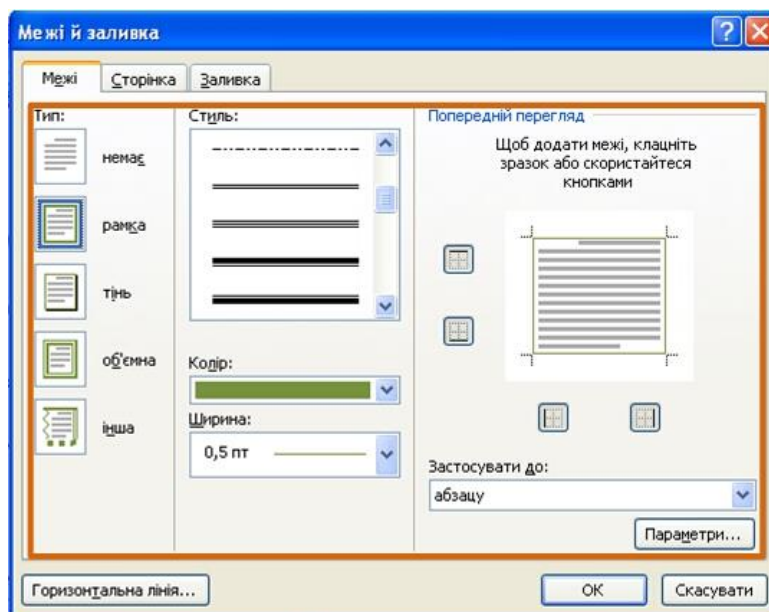 Межі й заливка
Межі
Сторінка
Заливка
Тип:
немає
рамка
тінь
об'ємна
інша
Стиль:
Колір:
Ширина:
0,5 пт
Попередній перегляд
Щоб додати межі, клацніть
зразок або скористайтеся
кнопками
Застосувати до:
абзацу
Параметри...
Горизонтальна лінія...
ОК
Скасувати